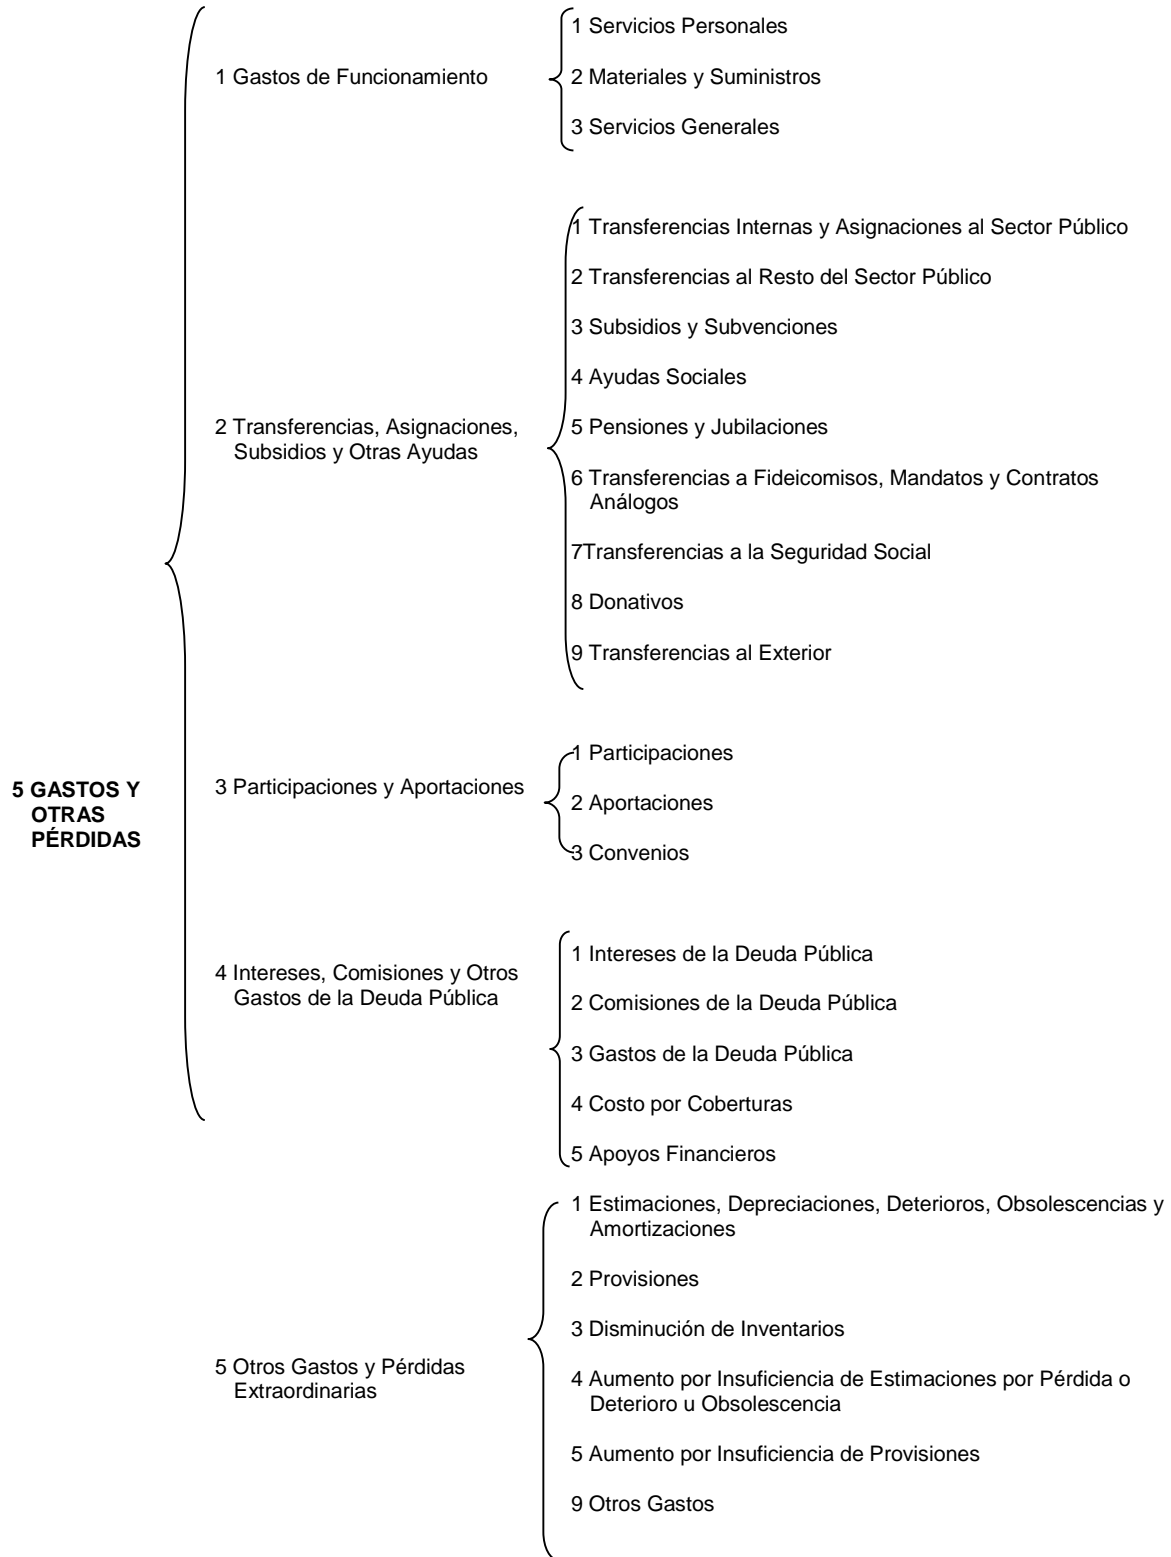 5 GASTOS Y
OTRAS
PÉRDIDAS
1 Gastos de Funcionamiento
1 Servicios Personales
2 Materiales y Suministros
3 Servicios Generales
2 Transferencias, Asignaciones,
Subsidios y Otras Ayudas
1 Transferencias Internas y Asignaciones al Sector Público
2 Transferencias al Resto del Sector Público
3 Subsidios y Subvenciones
4 Ayudas Sociales
5 Pensiones y Jubilaciones
6 Transferencias a Fideicomisos, Mandatos y Contratos
Análogos
7Transferencias a la Seguridad Social
8 Donativos
9 Transferencias al Exterior
3 Participaciones y Aportaciones
1 Participaciones
2 Aportaciones
3 Convenios
4 Intereses, Comisiones y Otros
Gastos de la Deuda Pública
1 Intereses de la Deuda Pública
2 Comisiones de la Deuda Pública
3 Gastos de la Deuda Pública
4 Costo por Coberturas
5 Apoyos Financieros
5 Otros Gastos y Pérdidas
Extraordinarias
1 Estimaciones, Depreciaciones, Deterioros, Obsolescencias y
Amortizaciones
2 Provisiones
3 Disminución de Inventarios
4 Aumento por Insuficiencia de Estimaciones por Pérdida o
Deterioro u Obsolescencia
5 Aumento por Insuficiencia de Provisiones
9 Otros Gastos